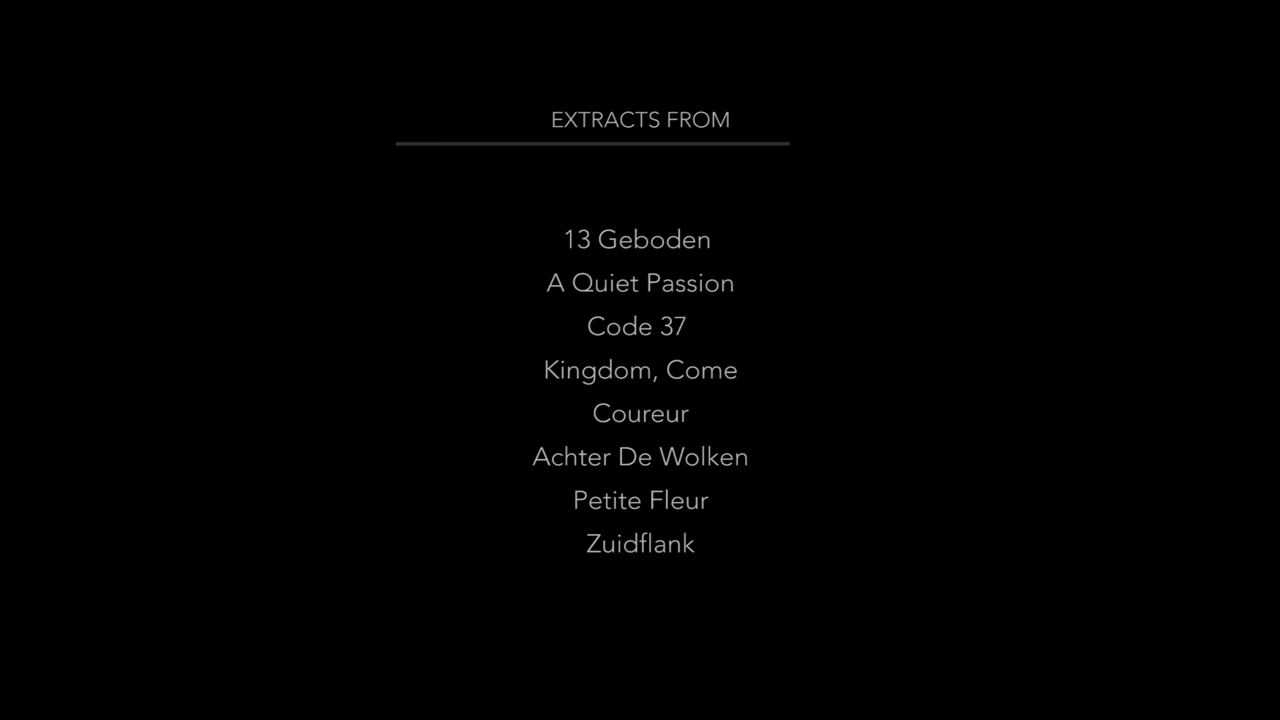 EXTRACTS FROM
13 Geboden
A Quiet Passion
Code 37
Kingdom, Come
Coureur
Achter De Wolken
Petite Fleur
Zuidflank